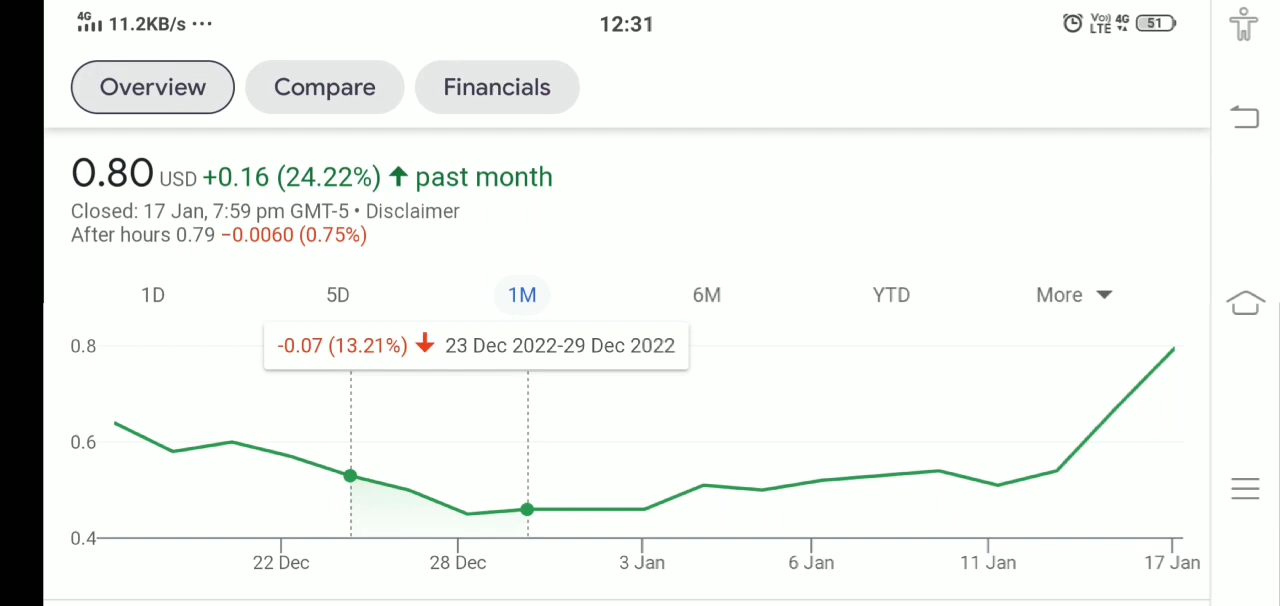 4G 11.2KB/s ··· 12:31 Vo)) LTE 4G 51
Overview Compare Financials
0.80 USD +0.16 (24.22%) ↑ past month
Closed: 17 Jan, 7:59 pm GMT-5 • Disclaimer
After hours 0.79 −0.0060 (0.75%)
1D 5D 1M 6M YTD More
-0.07 (13.21%) ↓ 23 Dec 2022-29 Dec 2022
0.8
0.6
0.4
22 Dec 28 Dec 3 Jan 6 Jan 11 Jan 17 Jan